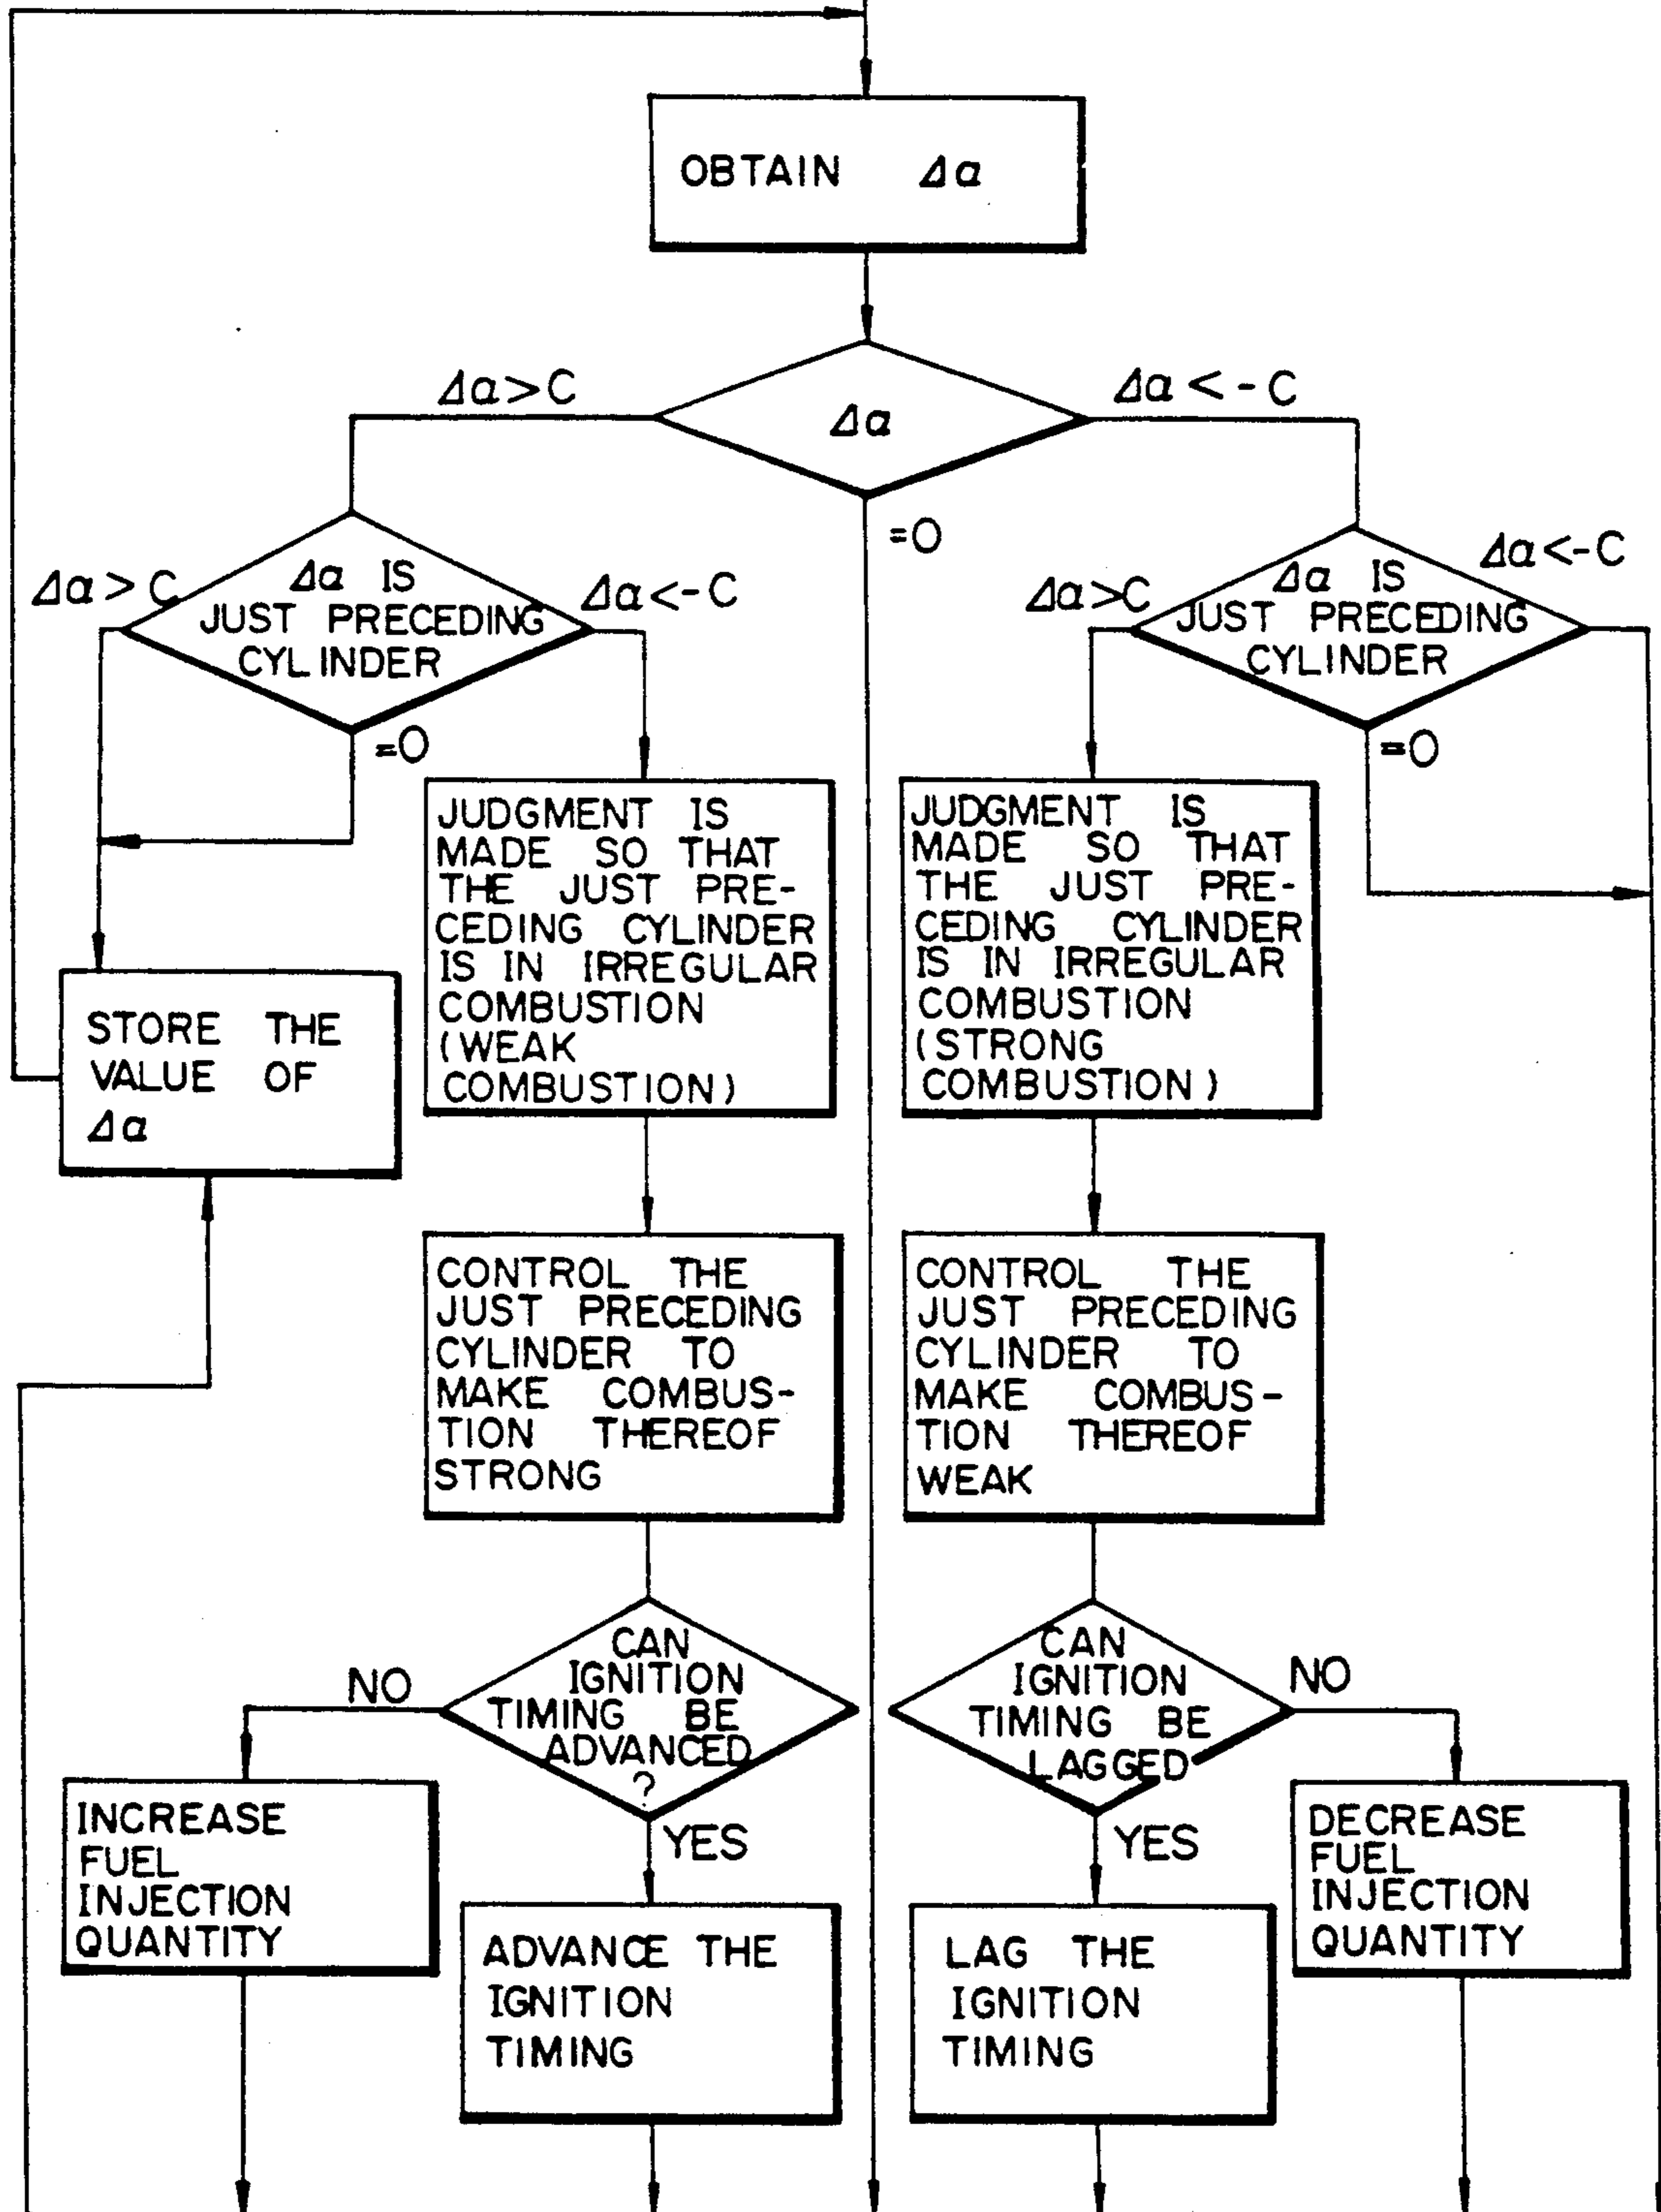 OBTAIN Δa
Δa>C
Δa
Δa<-C
=0
Δa>C
Δa IS
JUST PRECEDING
CYLINDER
Δa<-C
=0
Δa>C
Δa IS
JUST PRECEDING
CYLINDER
Δa<-C
=0
JUDGMENT IS
MADE SO THAT
THE JUST PRE-
CEDING CYLINDER
IS IN IRREGULAR
COMBUSTION
(WEAK
COMBUSTION)
JUDGMENT IS
MADE SO THAT
THE JUST PRE-
CEDING CYLINDER
IS IN IRREGULAR
COMBUSTION
(STRONG
COMBUSTION)
STORE THE
VALUE OF
Δa
CONTROL THE
JUST PRECEDING
CYLINDER TO
MAKE COMBUS-
TION THEREOF
STRONG
CONTROL THE
JUST PRECEDING
CYLINDER TO
MAKE COMBUS-
TION THEREOF
WEAK
NO
CAN
IGNITION
TIMING BE
ADVANCED
?
YES
CAN
IGNITION
TIMING BE
LAGGED
NO
YES
INCREASE
FUEL
INJECTION
QUANTITY
ADVANCE THE
IGNITION
TIMING
LAG THE
IGNITION
TIMING
DECREASE
FUEL
INJECTION
QUANTITY